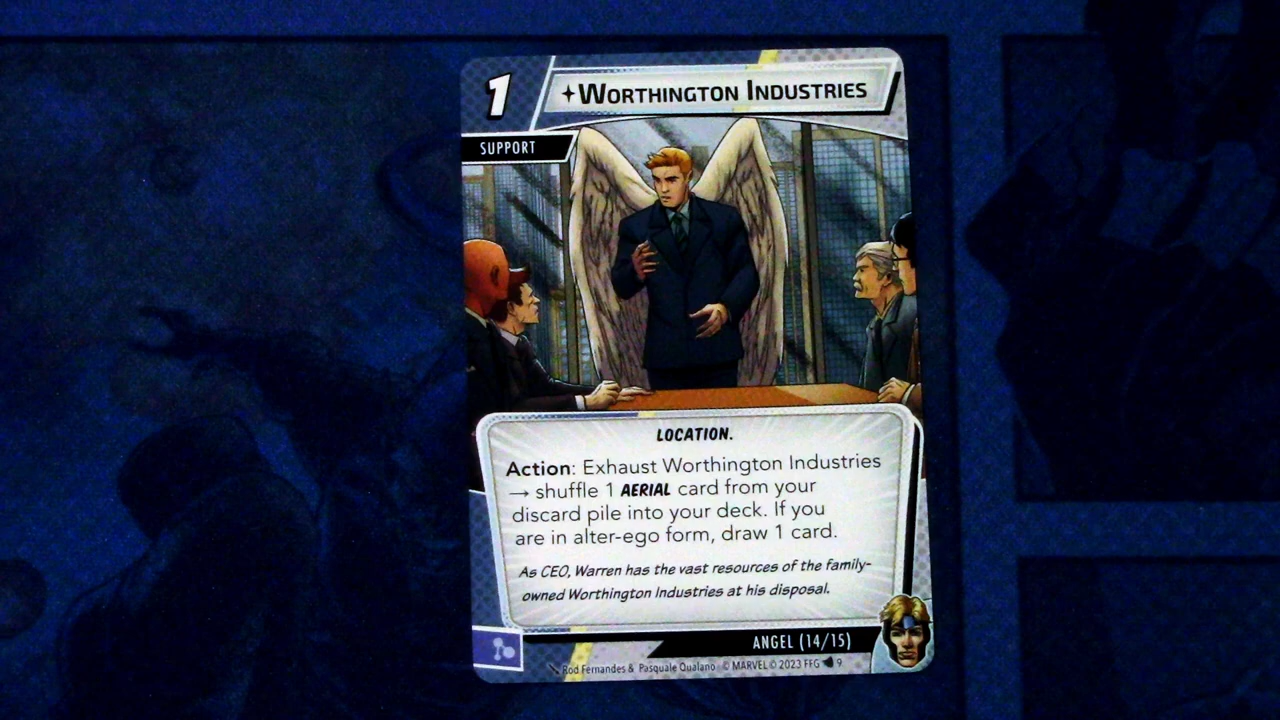 1
WORTHINGTON INDUSTRIES
SUPPORT
LOCATION.
Action: Exhaust Worthington Industries
→ shuffle 1 AERIAL card from your
discard pile into your deck. If you
are in alter-ego form, draw 1 card.
As CEO, Warren has the vast resources of the family-
owned Worthington Industries at his disposal.
ANGEL (14/15)
Rod Fernandes & Pasquale Qualano © MARVEL © 2023 FFG 9